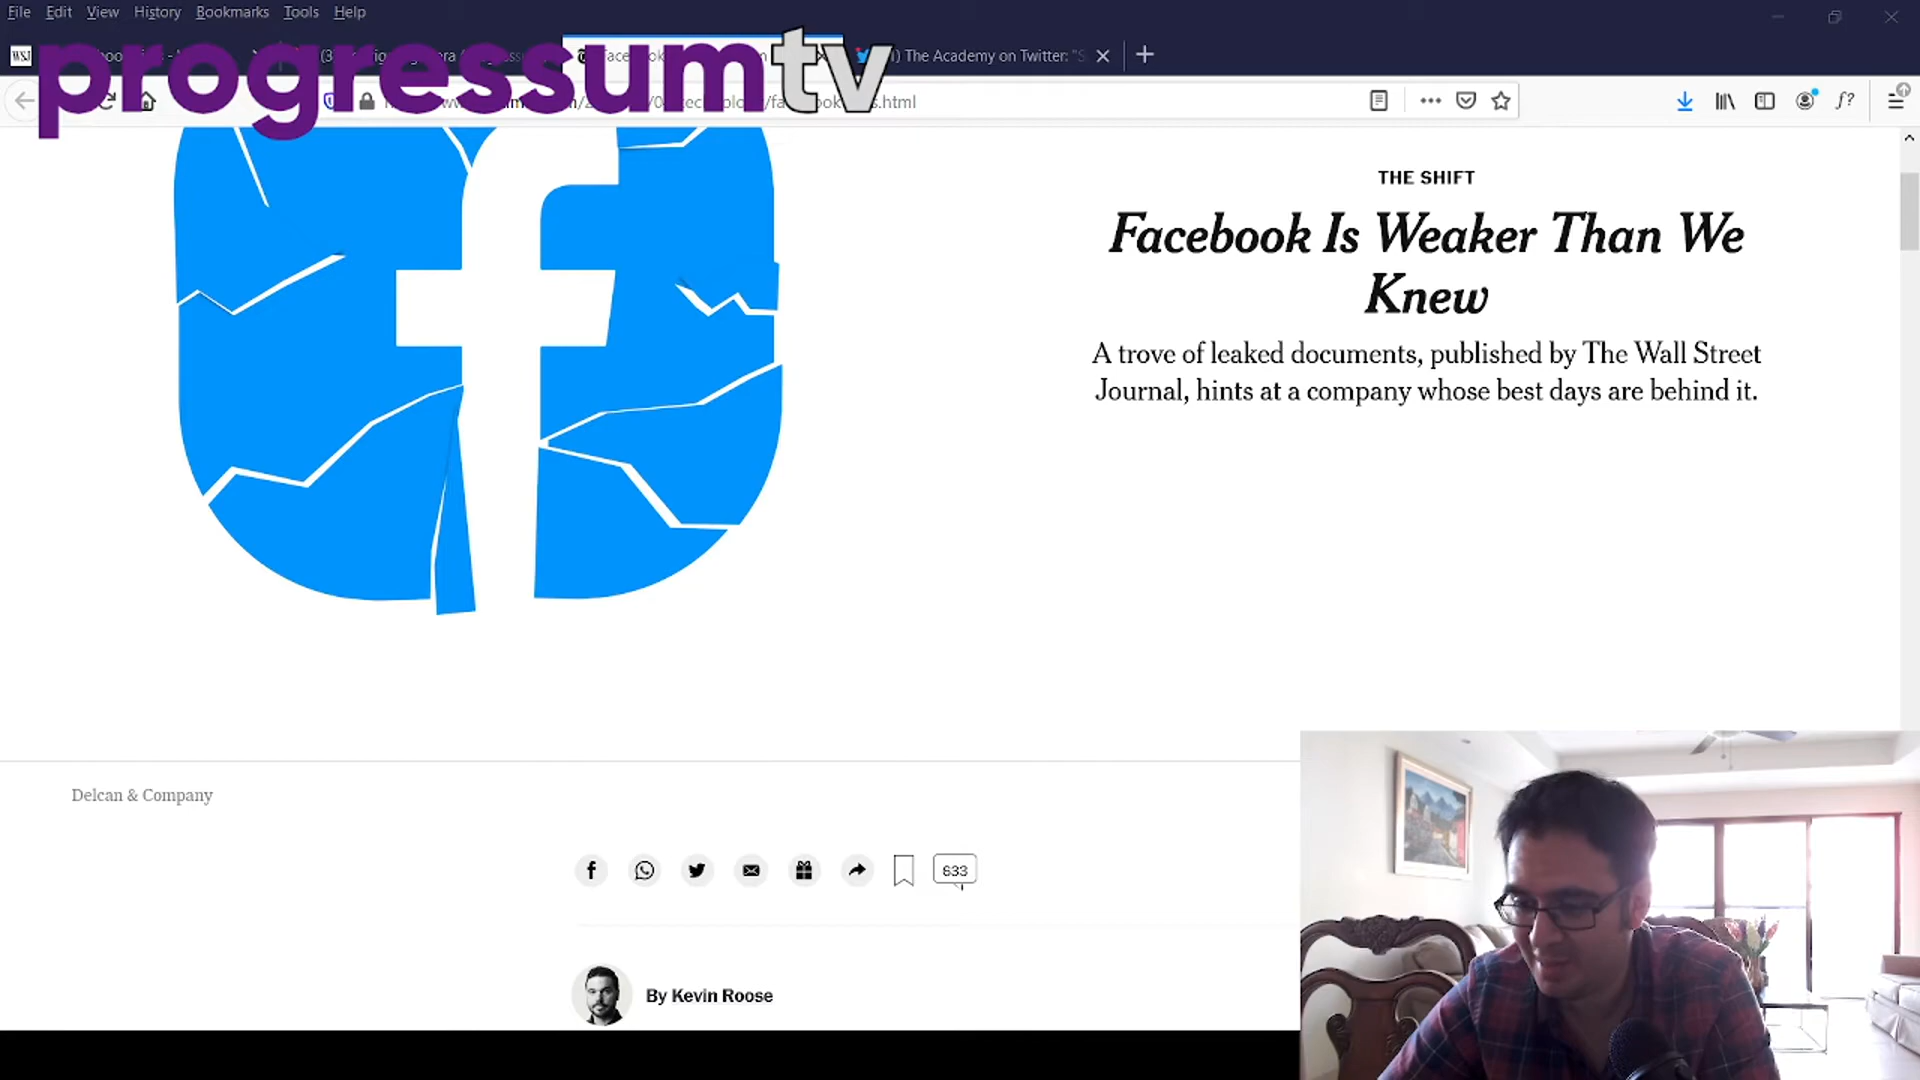 File Edit View History Bookmarks Tools Help
progressumtv
WSJ
The Academy on Twitter: "S
.html
f?
THE SHIFT
Facebook Is Weaker Than We
Knew
A trove of leaked documents, published by The Wall Street
Journal, hints at a company whose best days are behind it.
Delcan & Company
633
By Kevin Roose